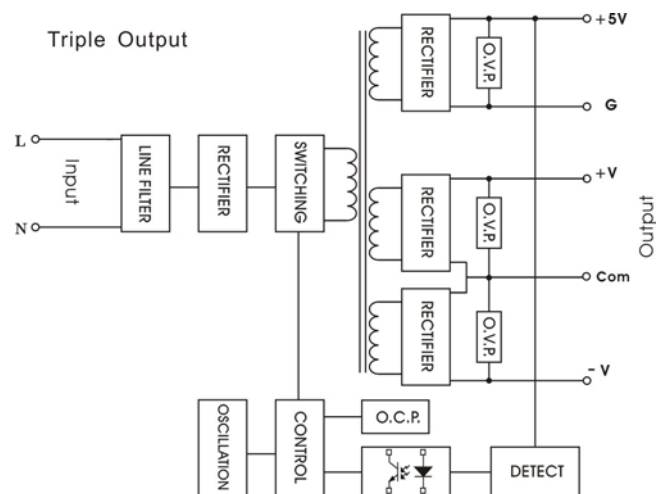 Triple Output
L
N
Input
LINE FILTER
RECTIFIER
SWITCHING
RECTIFIER
O.V.P.
+5V
G
RECTIFIER
O.V.P.
+V
Com
RECTIFIER
O.V.P.
- V
Output
OSCILLATION
CONTROL
O.C.P.
DETECT